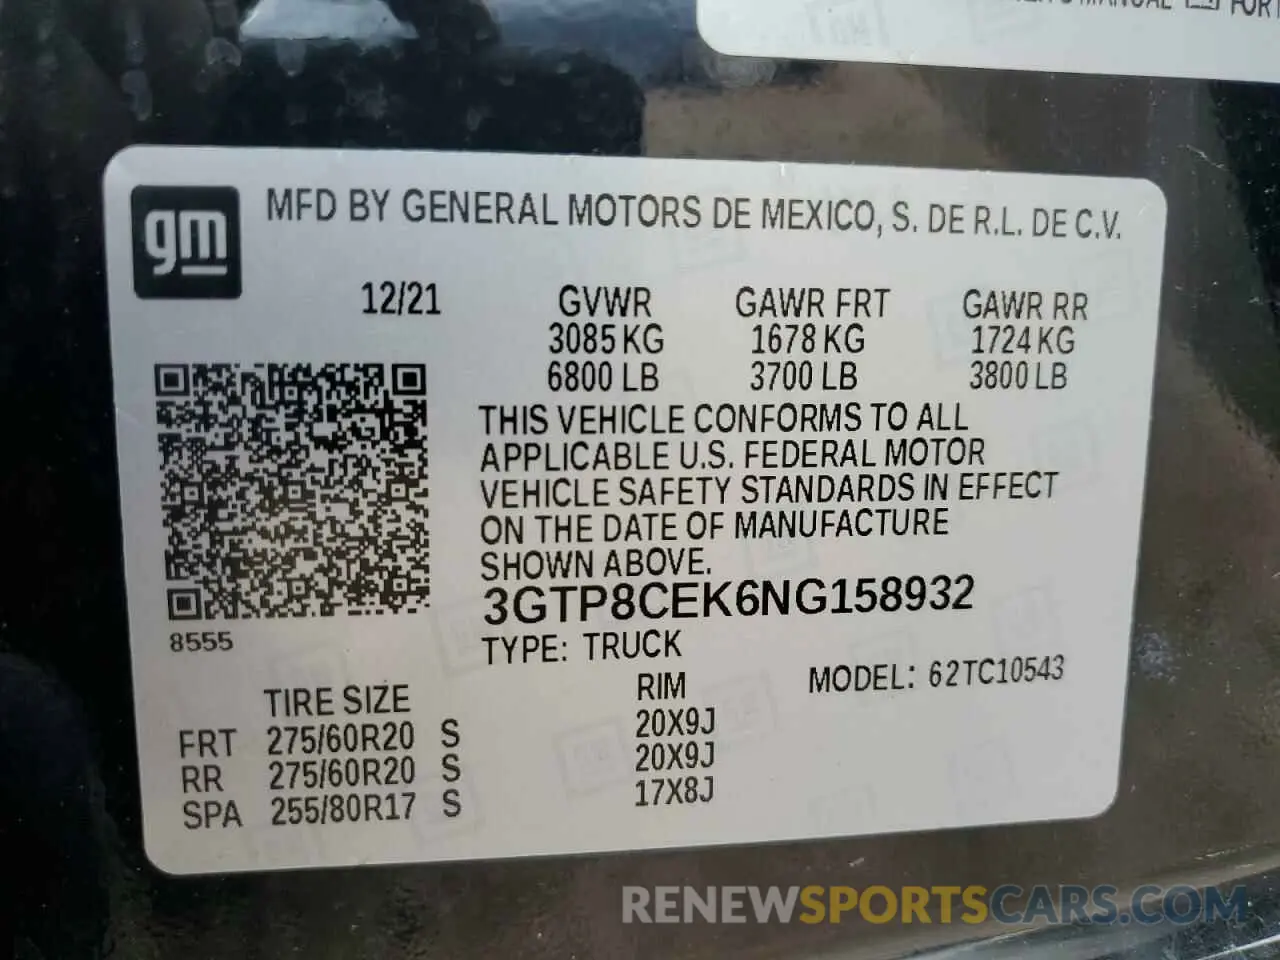 MANUAL FOR
gm
MFD BY GENERAL MOTORS DE MEXICO, S. DE R.L. DE C.V.
12/21 GVWR GAWR FRT GAWR RR
3085 KG 1678 KG 1724 KG
6800 LB 3700 LB 3800 LB
THIS VEHICLE CONFORMS TO ALL
APPLICABLE U.S. FEDERAL MOTOR
VEHICLE SAFETY STANDARDS IN EFFECT
ON THE DATE OF MANUFACTURE
SHOWN ABOVE.
3GTP8CEK6NG158932
8555
TYPE: TRUCK
MODEL: 62TC10543
TIRE SIZE RIM
FRT 275/60R20 S 20X9J
RR 275/60R20 S 20X9J
SPA 255/80R17 S 17X8J
RENEWSPORTSCARS.COM